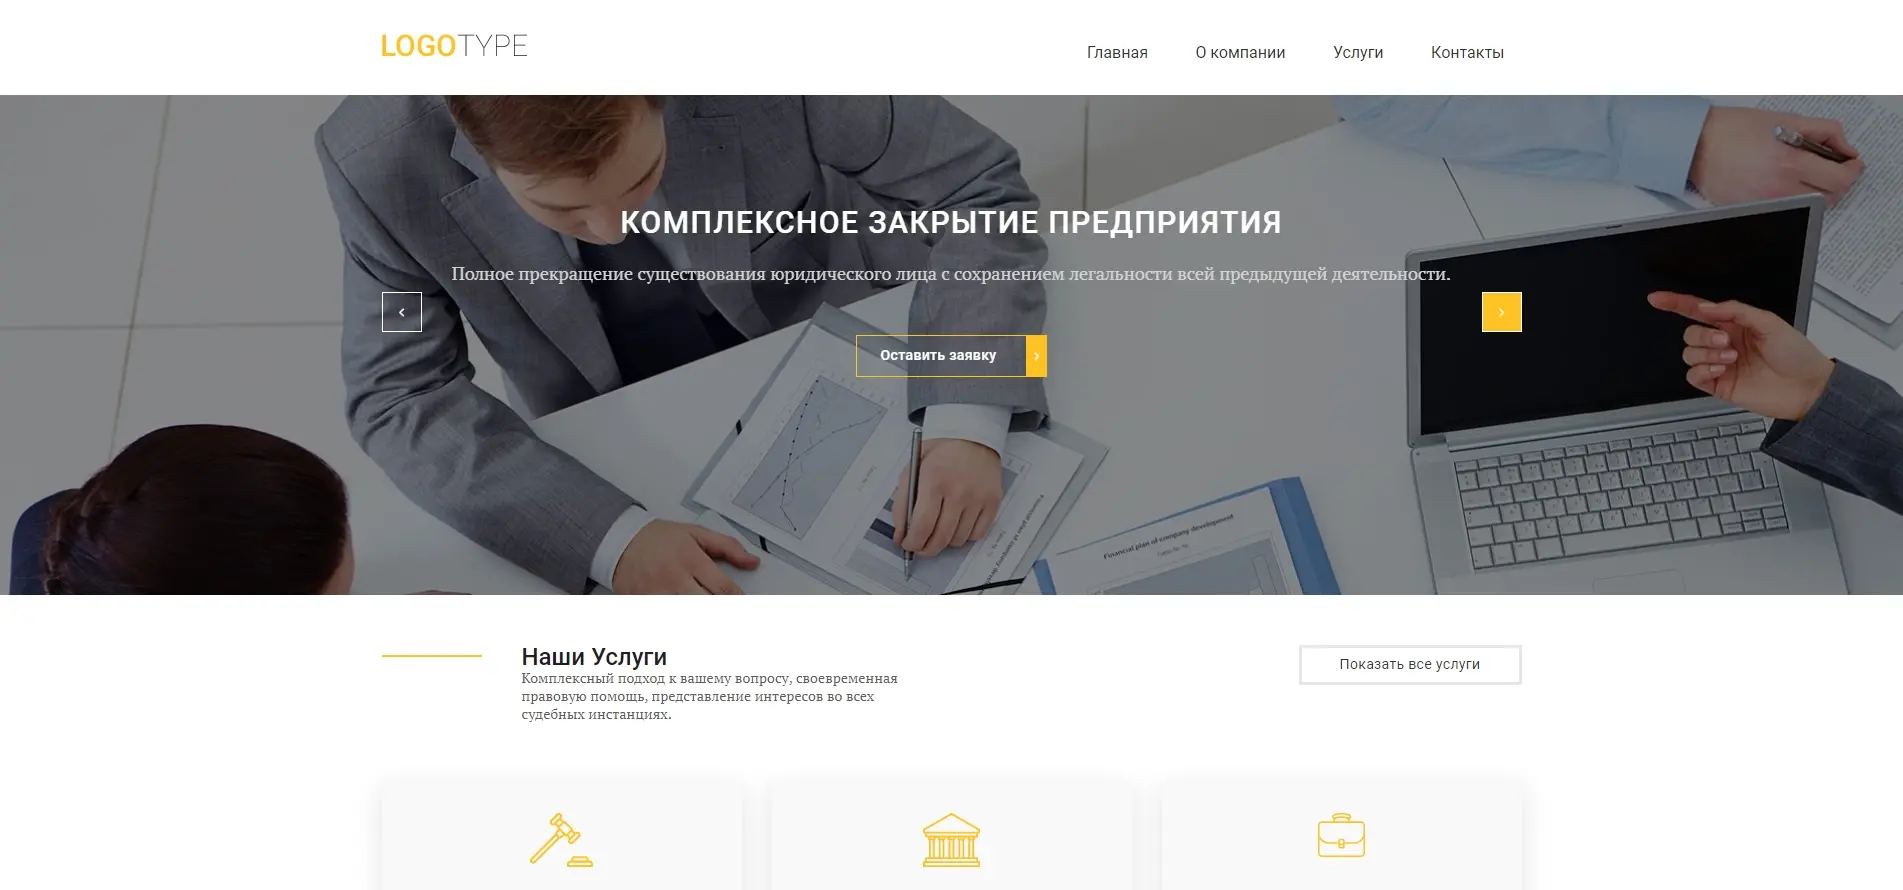 LOGOTYPE
Главная
О компании
Услуги
Контакты
КОМПЛЕКСНОЕ ЗАКРЫТИЕ ПРЕДПРИЯТИЯ
Полное прекращение существования юридического лица с сохранением легальности всей предыдущей деятельности.
Оставить заявку
Financial plan of company development
Наши Услуги
Показать все услуги
Комплексный подход к вашему вопросу, своевременная
правовую помощь, представление интересов во всех
судебных инстанциях.